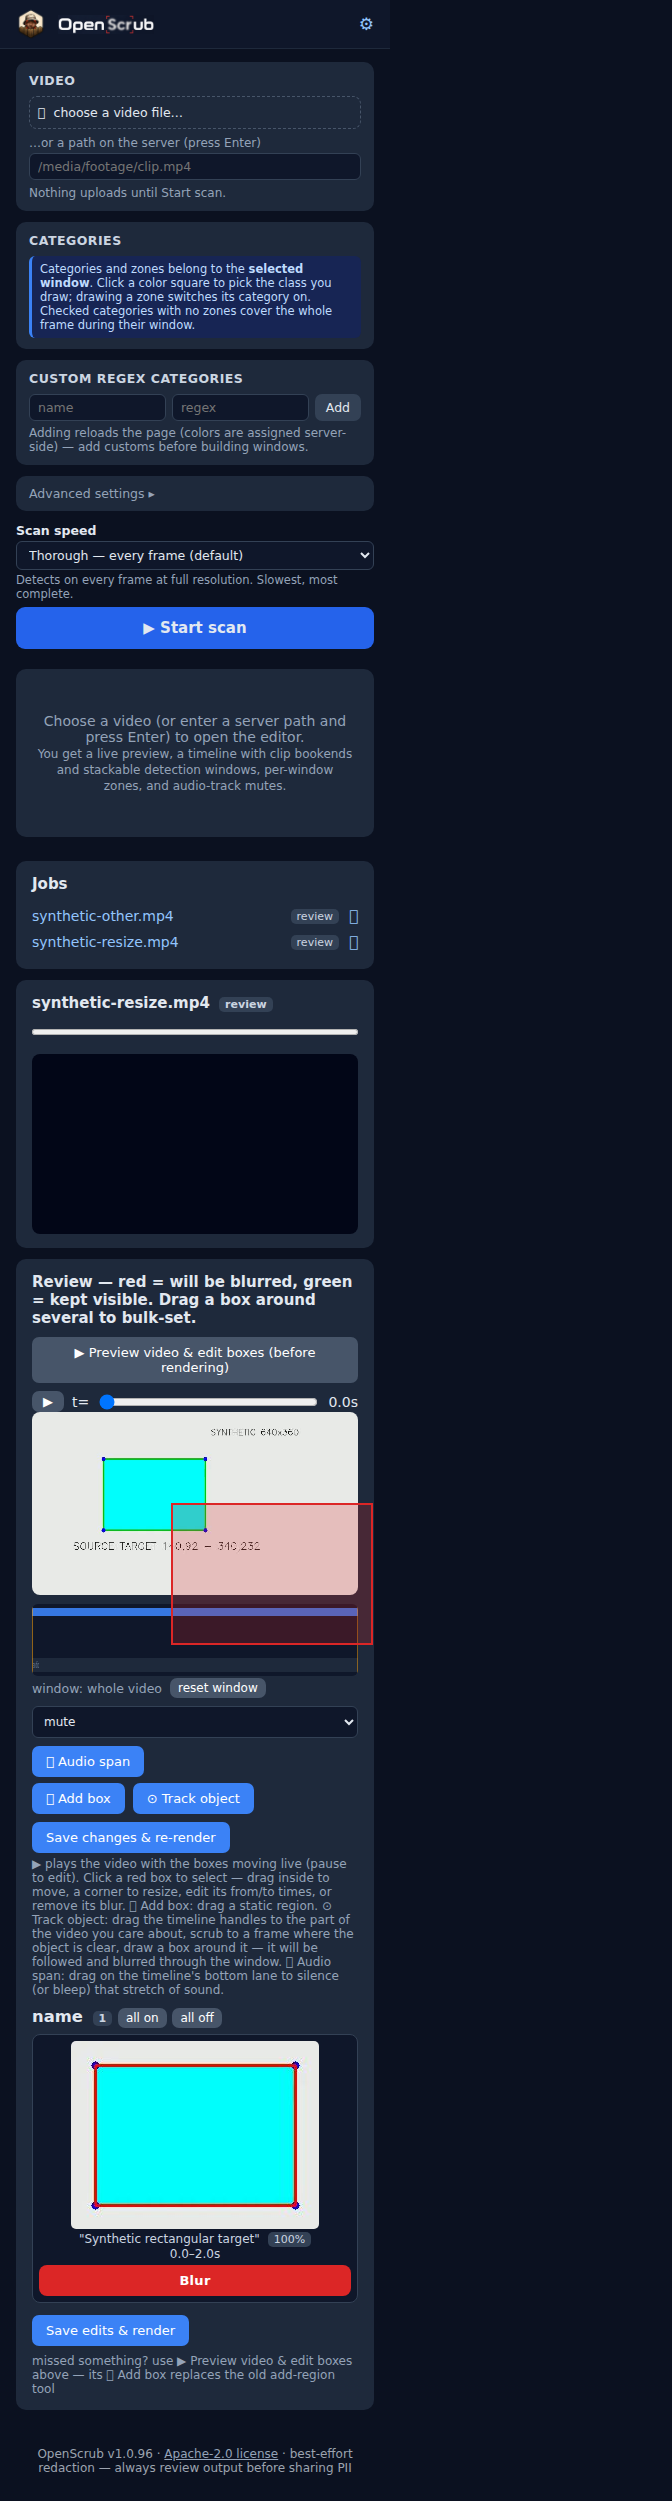 OpenScrub
⚙
VIDEO
choose a video file...
...or a path on the server (press Enter)
/media/footage/clip.mp4
Nothing uploads until Start scan.
CATEGORIES
Categories and zones belong to the selected
window. Click a color square to pick the class you
draw; drawing a zone switches its category on.
Checked categories with no zones cover the whole
frame during their window.
CUSTOM REGEX CATEGORIES
name regex Add
Adding reloads the page (colors are assigned server-
side) — add customs before building windows.
Advanced settings ▸
Scan speed
Thorough — every frame (default)
Detects on every frame at full resolution. Slowest, most
complete.
▶ Start scan
Choose a video (or enter a server path and
press Enter) to open the editor.
You get a live preview, a timeline with clip bookends
and stackable detection windows, per-window
zones, and audio-track mutes.
Jobs
synthetic-other.mp4 review
synthetic-resize.mp4 review
synthetic-resize.mp4 review
Review — red = will be blurred, green
= kept visible. Drag a box around
several to bulk-set.
▶ Preview video & edit boxes (before
rendering)
▶ t= 0.0s
SYNTHETIC 640x360
SOURCE TARGET 140,92 – 340,232
window: whole video reset window
mute
Audio span
Add box ⊙ Track object
Save changes & re-render
▶ plays the video with the boxes moving live (pause
to edit). Click a red box to select — drag inside to
move, a corner to resize, edit its from/to times, or
remove its blur. Add box: drag a static region. ⊙
Track object: drag the timeline handles to the part of
the video you care about, scrub to a frame where the
object is clear, draw a box around it — it will be
followed and blurred through the window. Audio
span: drag on the timeline's bottom lane to silence
(or bleep) that stretch of sound.
name 1 all on all off
"Synthetic rectangular target" 100%
0.0–2.0s
Blur
Save edits & render
missed something? use ▶ Preview video & edit boxes
above — its Add box replaces the old add-region
tool
OpenScrub v1.0.96 · Apache-2.0 license · best-effort
redaction — always review output before sharing PII